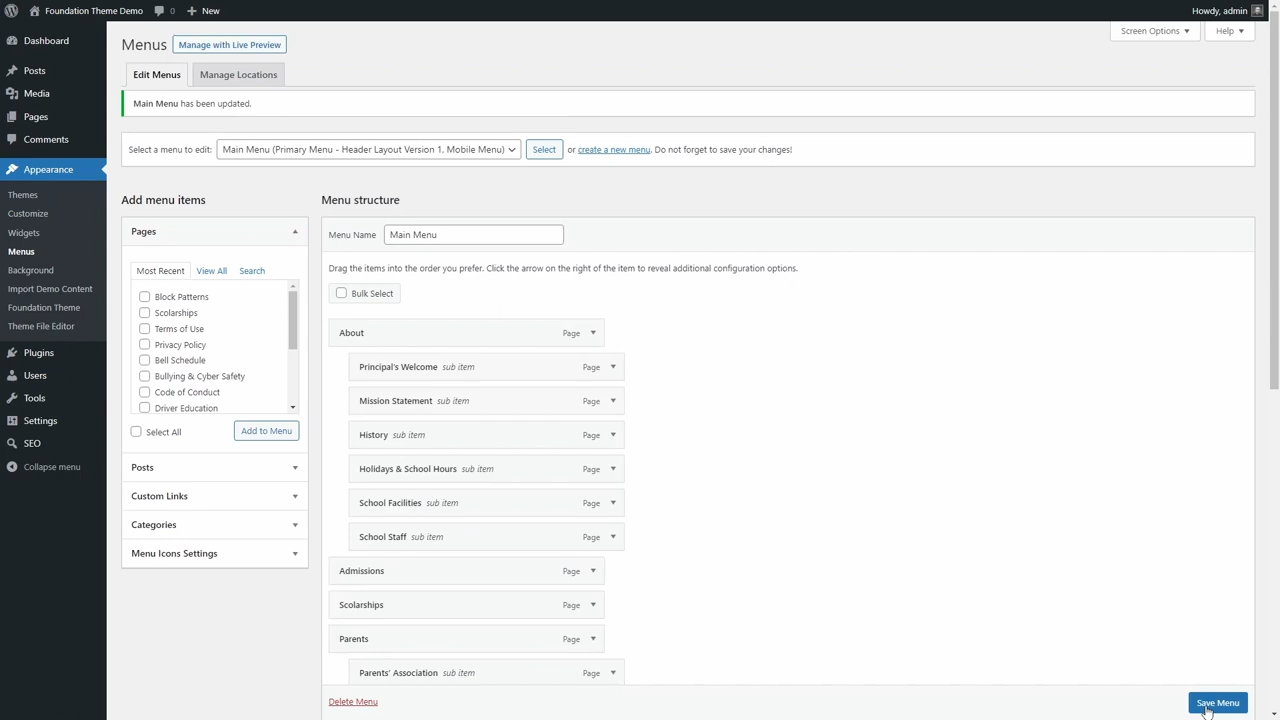 Foundation Theme Demo 0 New Howdy, admin
Dashboard
Posts
Media
Pages
Comments
Appearance
Themes
Customize
Widgets
Menus
Background
Import Demo Content
Foundation Theme
Theme File Editor
Plugins
Users
Tools
Settings
SEO
Collapse menu
Screen Options Help
Menus Manage with Live Preview
Edit Menus Manage Locations
Main Menu has been updated.
Select a menu to edit: Main Menu (Primary Menu - Header Layout Version 1, Mobile Menu) Select or create a new menu. Do not forget to save your changes!
Add menu items
Pages
Most Recent View All Search
Block Patterns
Scolarships
Terms of Use
Privacy Policy
Bell Schedule
Bullying & Cyber Safety
Code of Conduct
Driver Education
Select All Add to Menu
Posts
Custom Links
Categories
Menu Icons Settings
Menu structure
Menu Name Main Menu
Drag the items into the order you prefer. Click the arrow on the right of the item to reveal additional configuration options.
Bulk Select
About Page
Principal's Welcome sub item Page
Mission Statement sub item Page
History sub item Page
Holidays & School Hours sub item Page
School Facilities sub item Page
School Staff sub item Page
Admissions Page
Scolarships Page
Parents Page
Parents' Association sub item Page
Delete Menu Save Menu